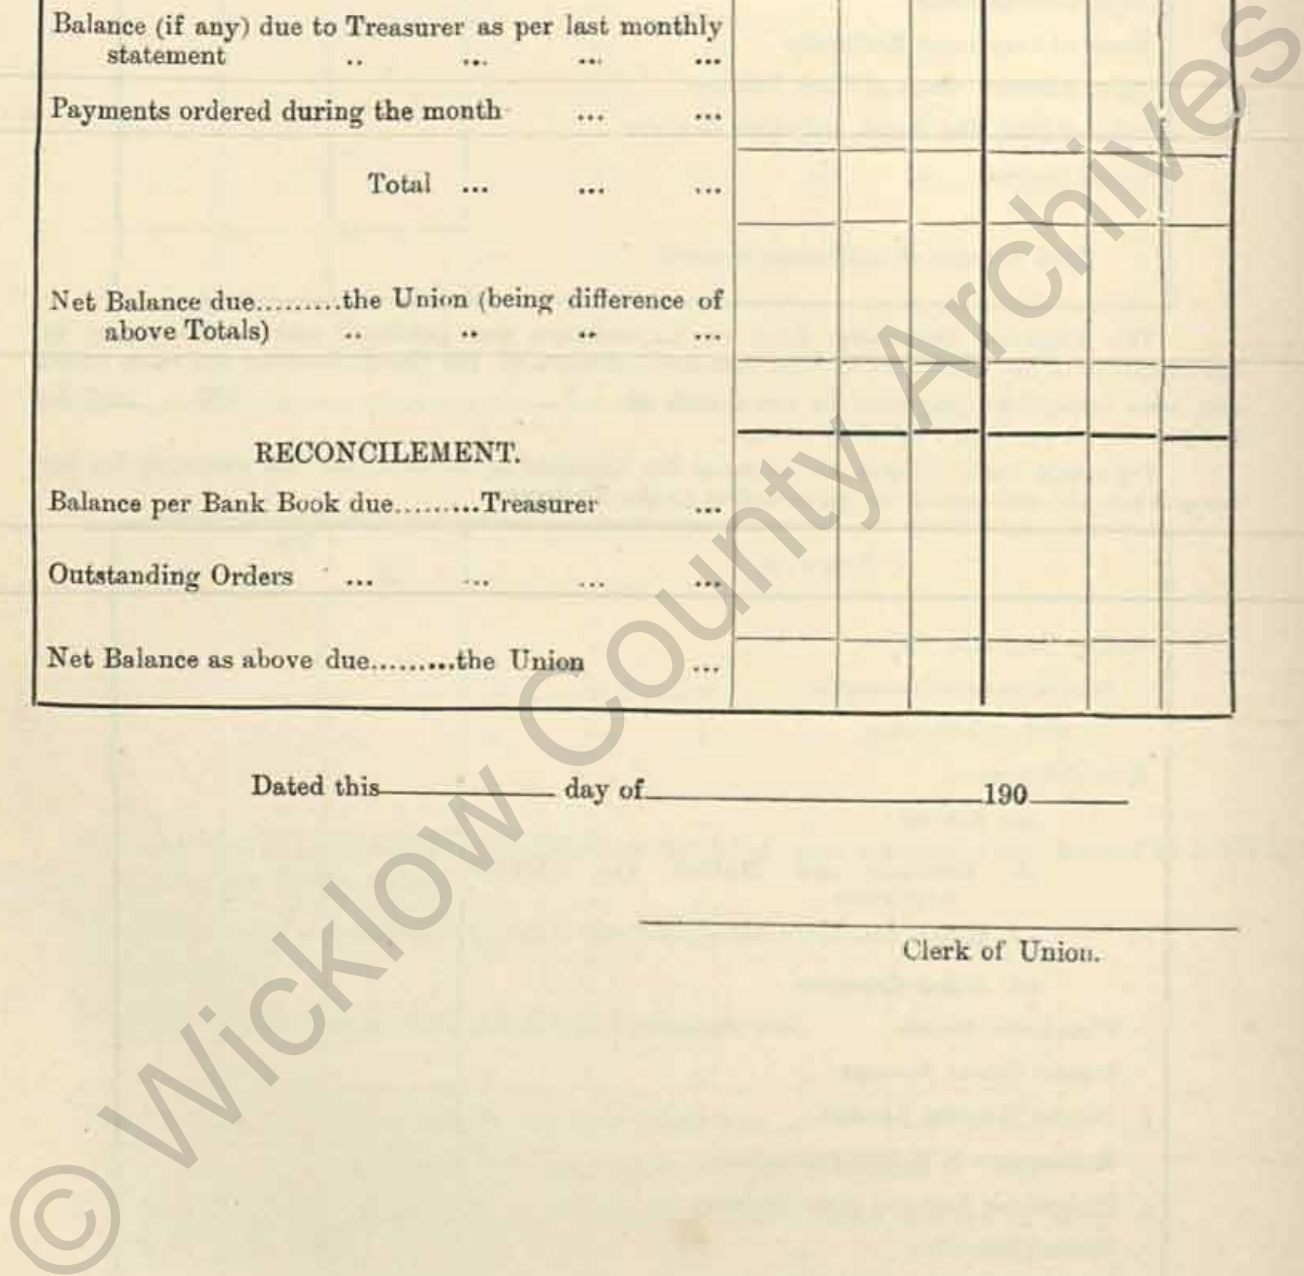 Balance (if any) due to Treasurer as per last monthly
statement .. ... ... ...
Payments ordered during the month ... ...
Total ... ... ...
Net Balance due.........the Union (being difference of
above Totals) .. .. .. ...
RECONCILEMENT.
Balance per Bank Book due.........Treasurer ...
Outstanding Orders ... ... ... ...
Net Balance as above due.........the Union ...
Dated this day of 190
Clerk of Union.
© Wicklow County Archives